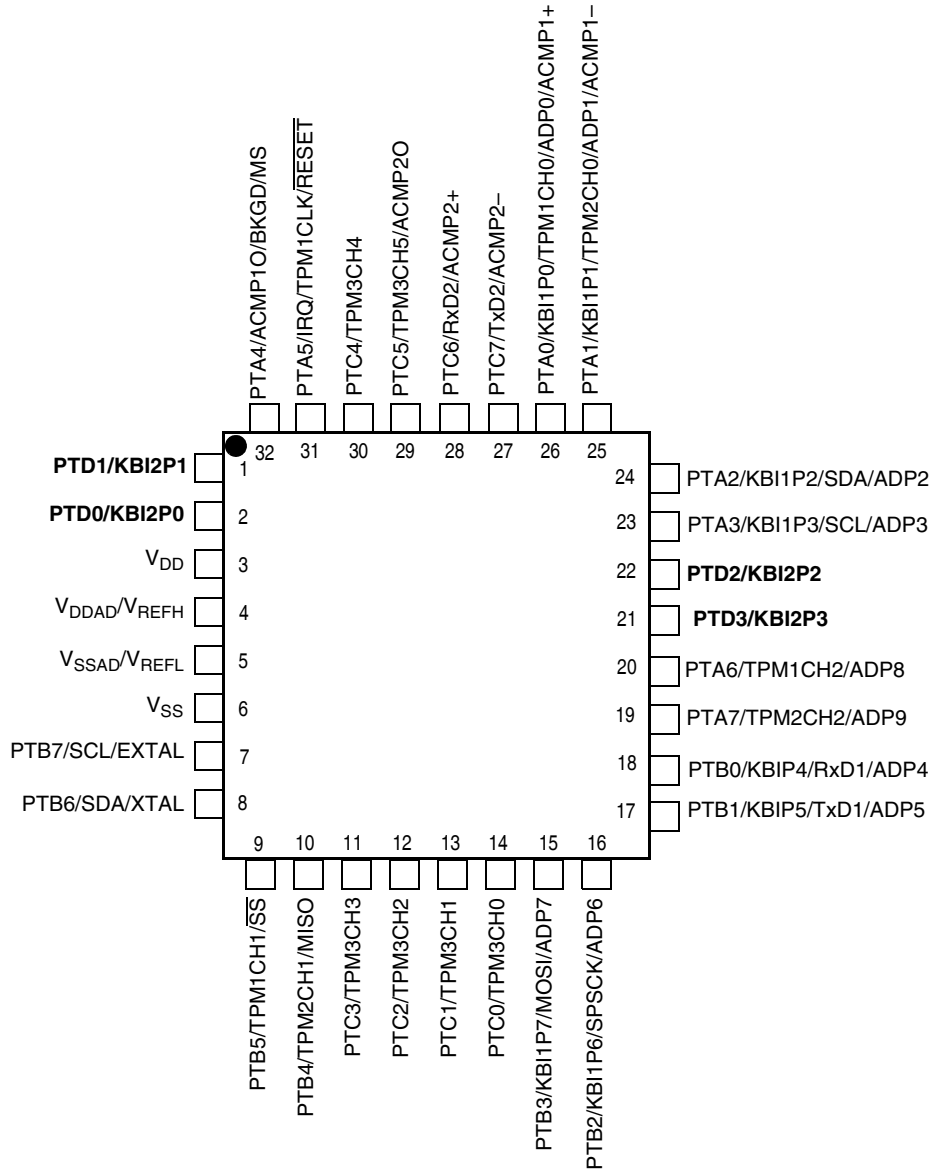 PTA4/ACMP1O/BKGD/MS
PTA5/IRQ/TPM1CLK/RESET
PTC4/TPM3CH4
PTC5/TPM3CH5/ACMP2O
PTC6/RxD2/ACMP2+
PTC7/TxD2/ACMP2–
PTA0/KBI1P0/TPM1CH0/ADP0/ACMP1+
PTA1/KBI1P1/TPM2CH0/ADP1/ACMP1–
32
31
30
29
28
27
26
25
PTD1/KBI2P1
1
PTD0/KBI2P0
2
VDD
3
VDDAD/VREFH
4
VSSAD/VREFL
5
VSS
6
PTB7/SCL/EXTAL
7
PTB6/SDA/XTAL
8
24
PTA2/KBI1P2/SDA/ADP2
23
PTA3/KBI1P3/SCL/ADP3
22
PTD2/KBI2P2
21
PTD3/KBI2P3
20
PTA6/TPM1CH2/ADP8
19
PTA7/TPM2CH2/ADP9
18
PTB0/KBIP4/RxD1/ADP4
17
PTB1/KBIP5/TxD1/ADP5
9
10
11
12
13
14
15
16
PTB5/TPM1CH1/SS
PTB4/TPM2CH1/MISO
PTC3/TPM3CH3
PTC2/TPM3CH2
PTC1/TPM3CH1
PTC0/TPM3CH0
PTB3/KBI1P7/MOSI/ADP7
PTB2/KBI1P6/SPSCK/ADP6